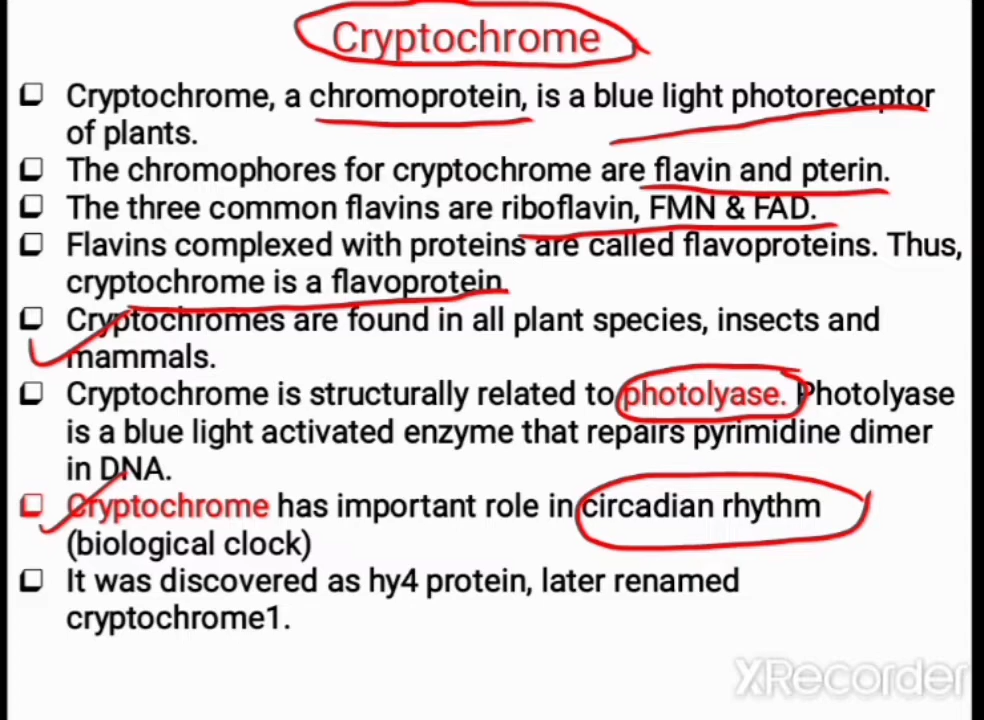 Cryptochrome
Cryptochrome, a chromoprotein, is a blue light photoreceptor
of plants.
The chromophores for cryptochrome are flavin and pterin.
The three common flavins are riboflavin, FMN & FAD.
Flavins complexed with proteins are called flavoproteins. Thus,
cryptochrome is a flavoprotein.
Cryptochromes are found in all plant species, insects and
mammals.
Cryptochrome is structurally related to photolyase. Photolyase
is a blue light activated enzyme that repairs pyrimidine dimer
in DNA.
Cryptochrome has important role in circadian rhythm
(biological clock)
It was discovered as hy4 protein, later renamed
cryptochrome1.
XRecorder